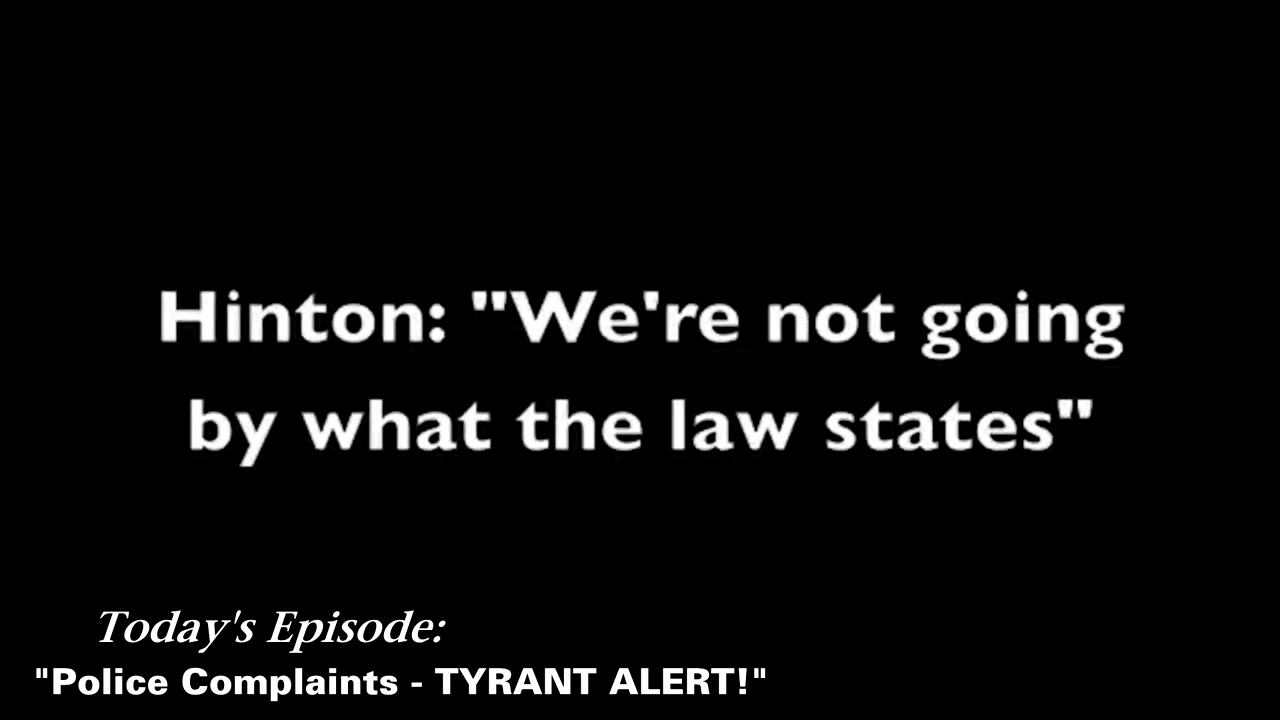 Hinton: "We're not going
by what the law states"
Today's Episode:
"Police Complaints - TYRANT ALERT!"